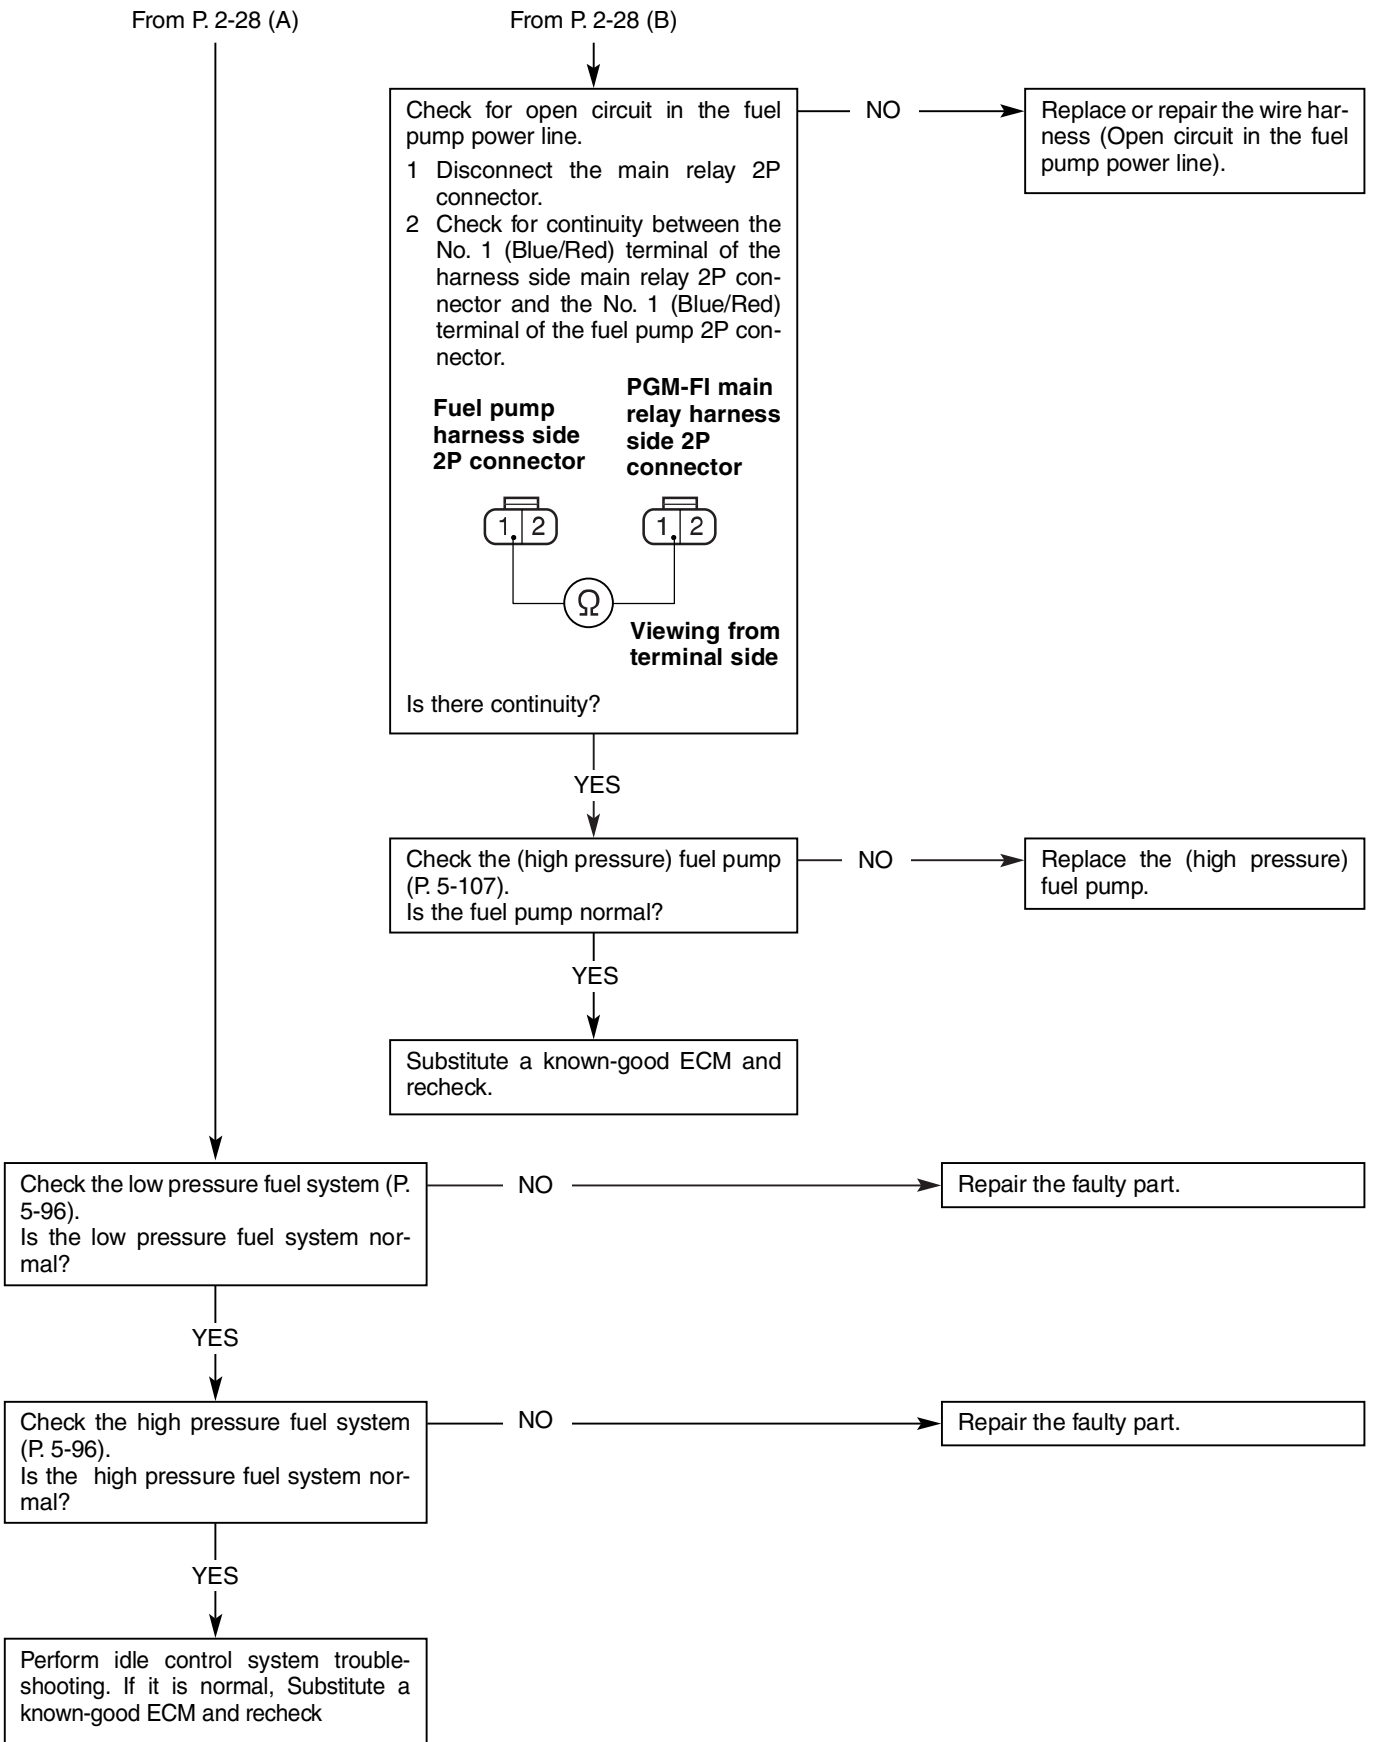 From P. 2-28 (A)
From P. 2-28 (B)
Check for open circuit in the fuel
pump power line.
1 Disconnect the main relay 2P
connector.
2 Check for continuity between the
No. 1 (Blue/Red) terminal of the
harness side main relay 2P con-
nector and the No. 1 (Blue/Red)
terminal of the fuel pump 2P con-
nector.
Fuel pump
harness side
2P connector
PGM-FI main
relay harness
side 2P
connector
1 2
1 2
Ω
Viewing from
terminal side
Is there continuity?
NO
Replace or repair the wire har-
ness (Open circuit in the fuel
pump power line).
YES
Check the (high pressure) fuel pump
(P. 5-107).
Is the fuel pump normal?
NO
Replace the (high pressure)
fuel pump.
YES
Substitute a known-good ECM and
recheck.
Check the low pressure fuel system (P.
5-96).
Is the low pressure fuel system nor-
mal?
NO
Repair the faulty part.
YES
Check the high pressure fuel system
(P. 5-96).
Is the high pressure fuel system nor-
mal?
NO
Repair the faulty part.
YES
Perform idle control system trouble-
shooting. If it is normal, Substitute a
known-good ECM and recheck